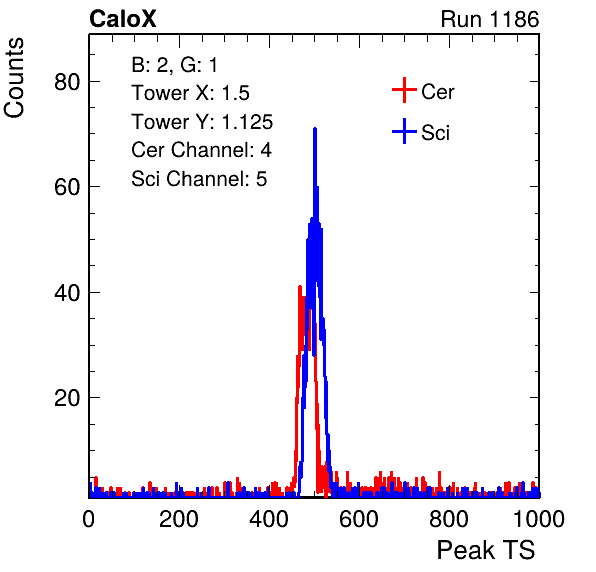 CaloX Run 1186
Counts
B: 2, G: 1
Tower X: 1.5
Tower Y: 1.125
Cer Channel: 4
Sci Channel: 5
Cer
Sci
80
60
40
20
0 200 400 600 800 1000
Peak TS